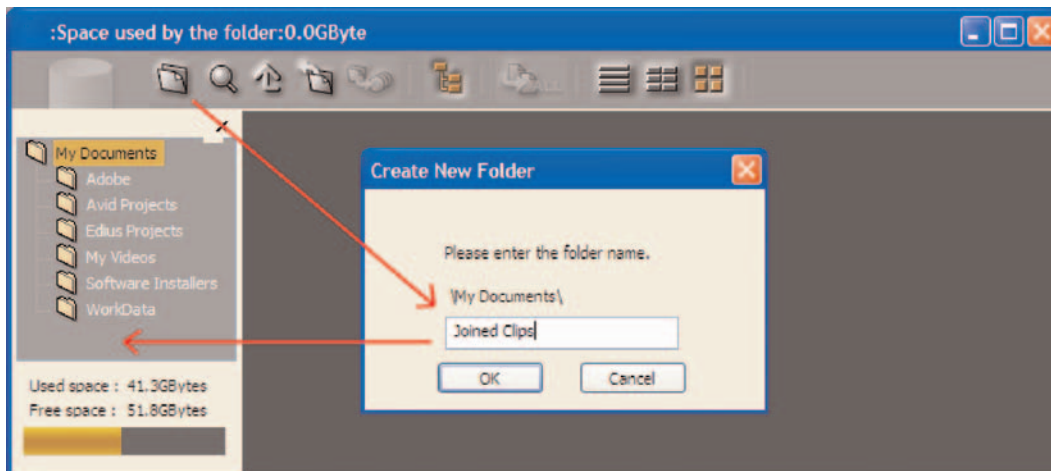 :Space used by the folder:0.0GByte
My Documents
Adobe
Avid Projects
Edius Projects
My Videos
Software Installers
WorkData
Used space : 41.3GBytes
Free space : 51.8GBytes
Create New Folder
Please enter the folder name.
\My Documents\
Joined Clips
OK
Cancel